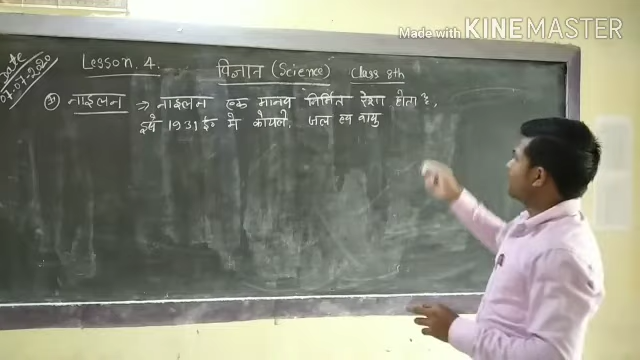 Made with KINEMASTER
Date
07.07.2020
Lesson. 4.
विज्ञान (Science) Class 8th
नाइलन ⇒ नाइलन एक मानव निर्मित रेशा होता है,
इसे 1931 ई० मे कोयले, जल एवं वायु